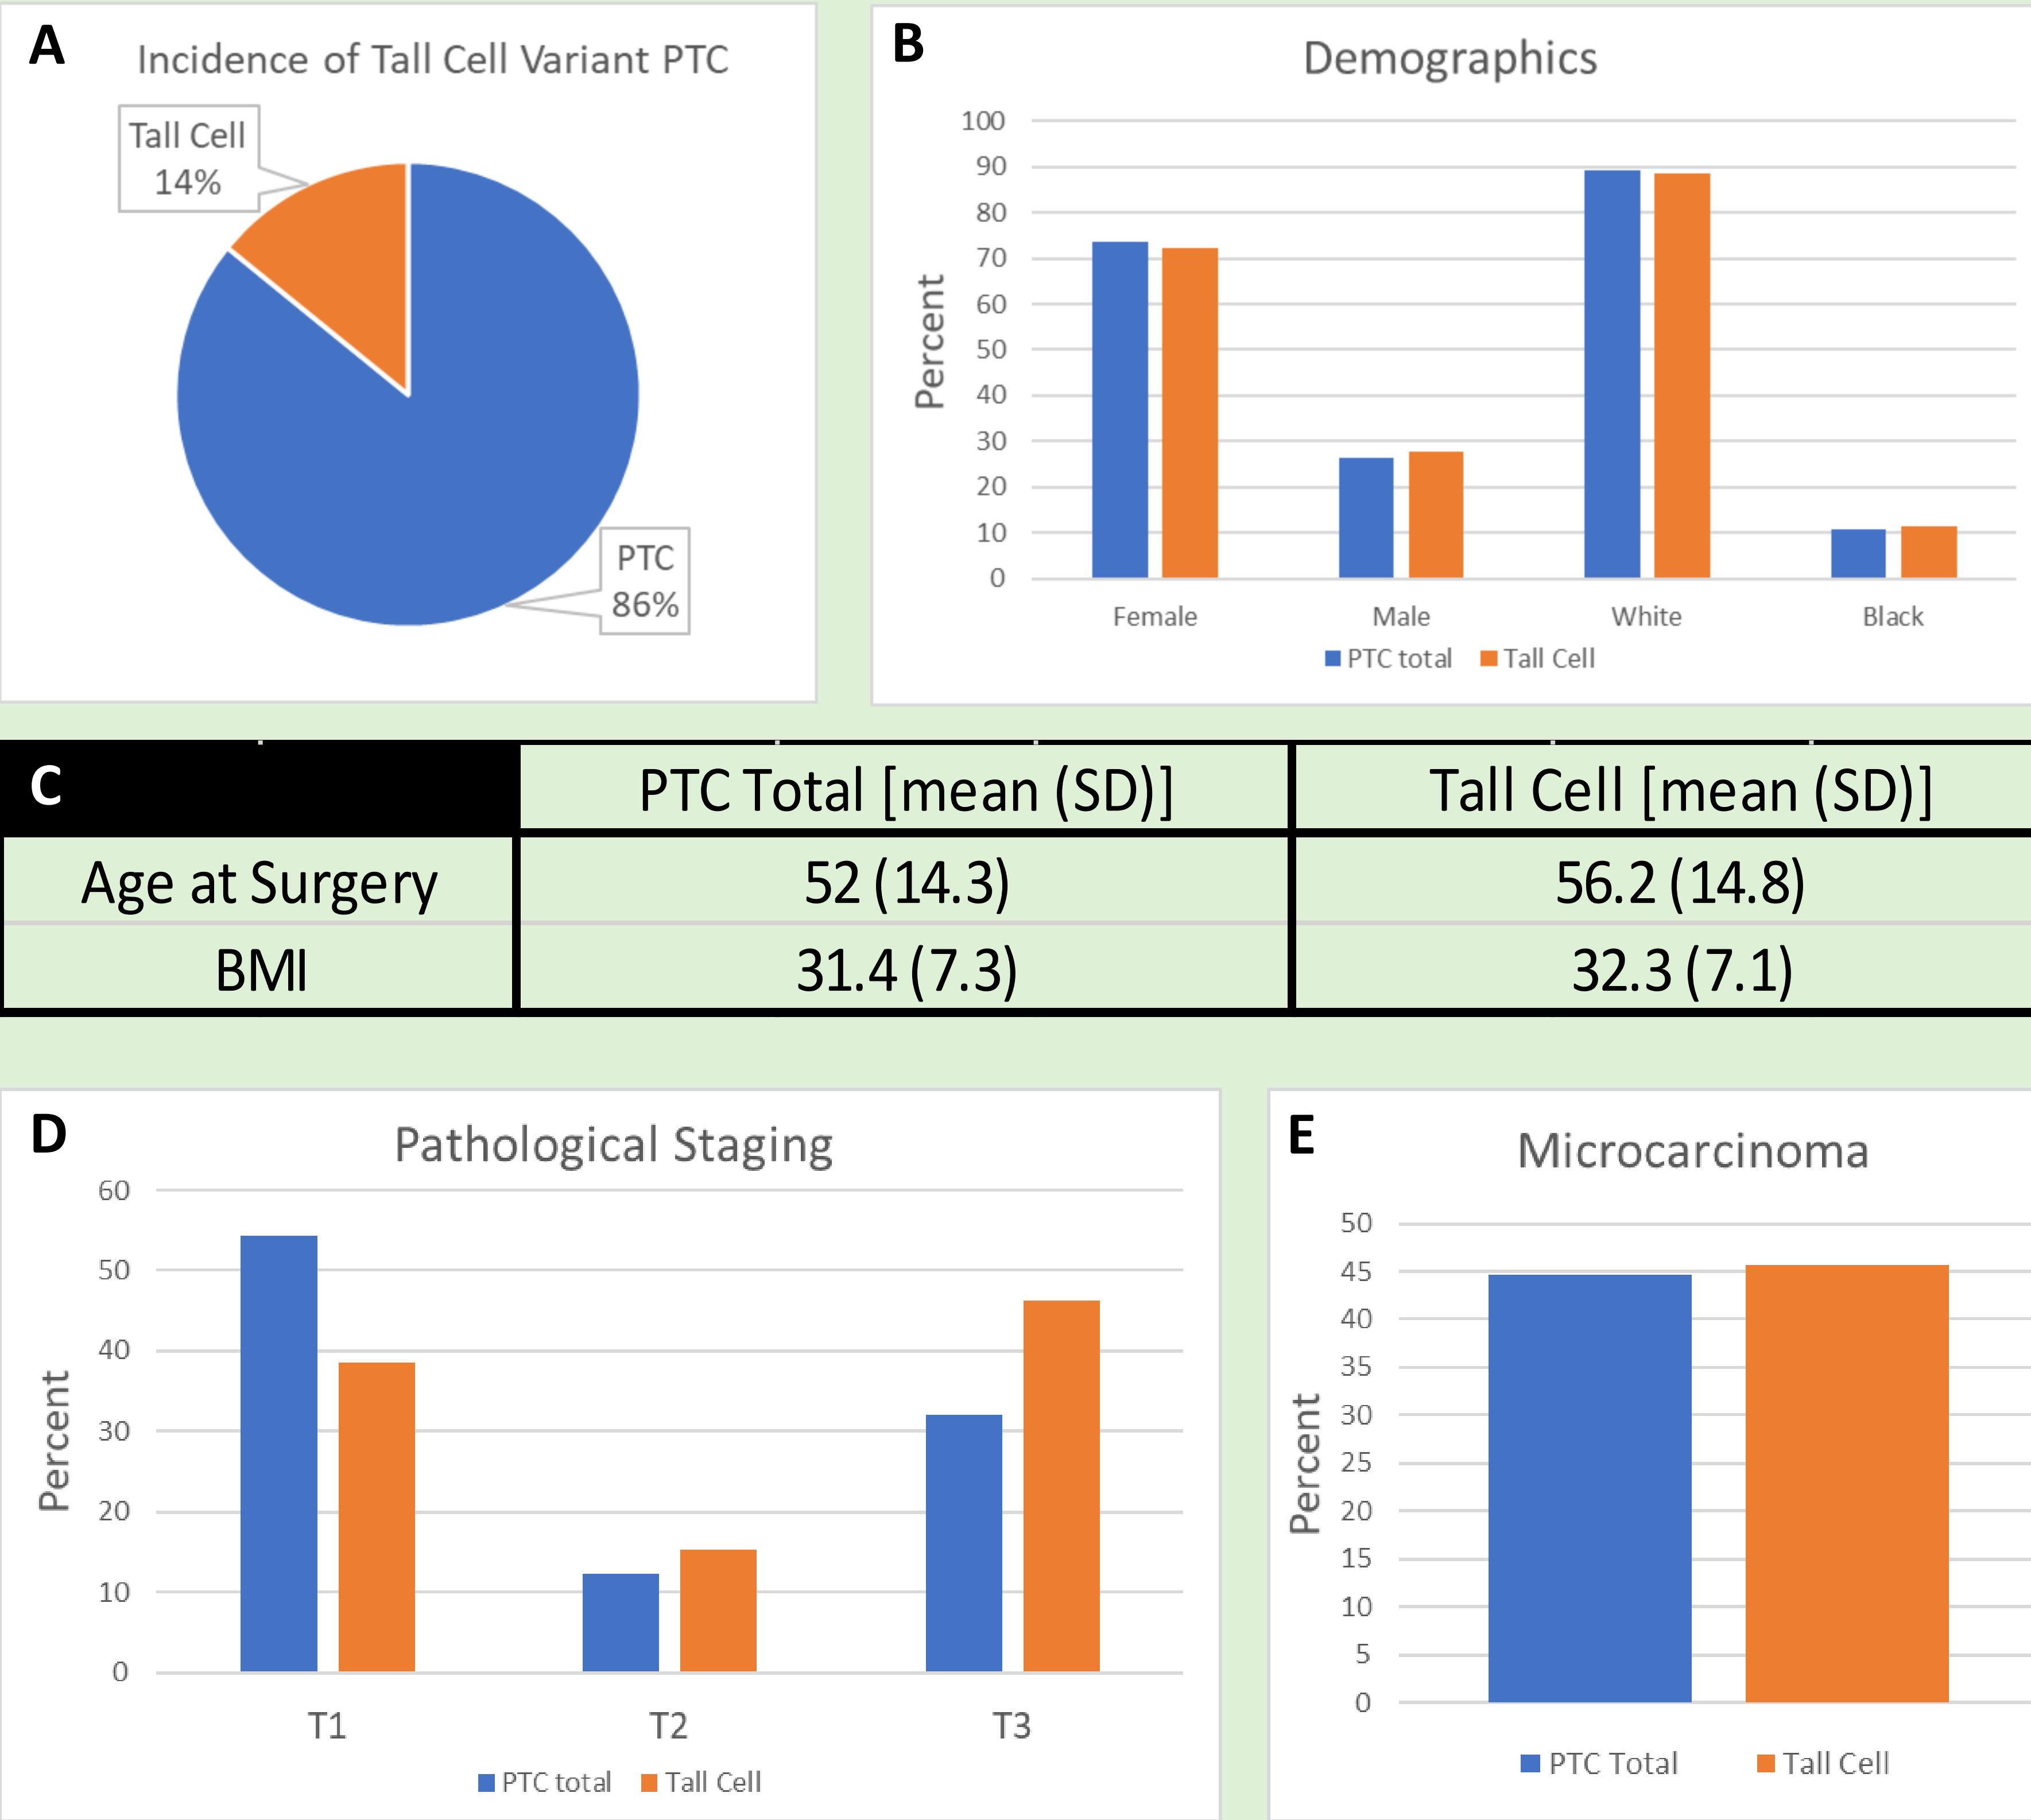 A
Incidence of Tall Cell Variant PTC
Tall Cell
14%
PTC
86%
B
Demographics
Percent
100
90
80
70
60
50
40
30
20
10
0
Female Male White Black
PTC total Tall Cell
C PTC Total [mean (SD)] Tall Cell [mean (SD)]
Age at Surgery 52 (14.3) 56.2 (14.8)
BMI 31.4 (7.3) 32.3 (7.1)
D
Pathological Staging
Percent
60
50
40
30
20
10
0
T1 T2 T3
PTC total Tall Cell
E
Microcarcinoma
Percent
50
45
40
35
30
25
20
15
10
5
0
PTC Total Tall Cell